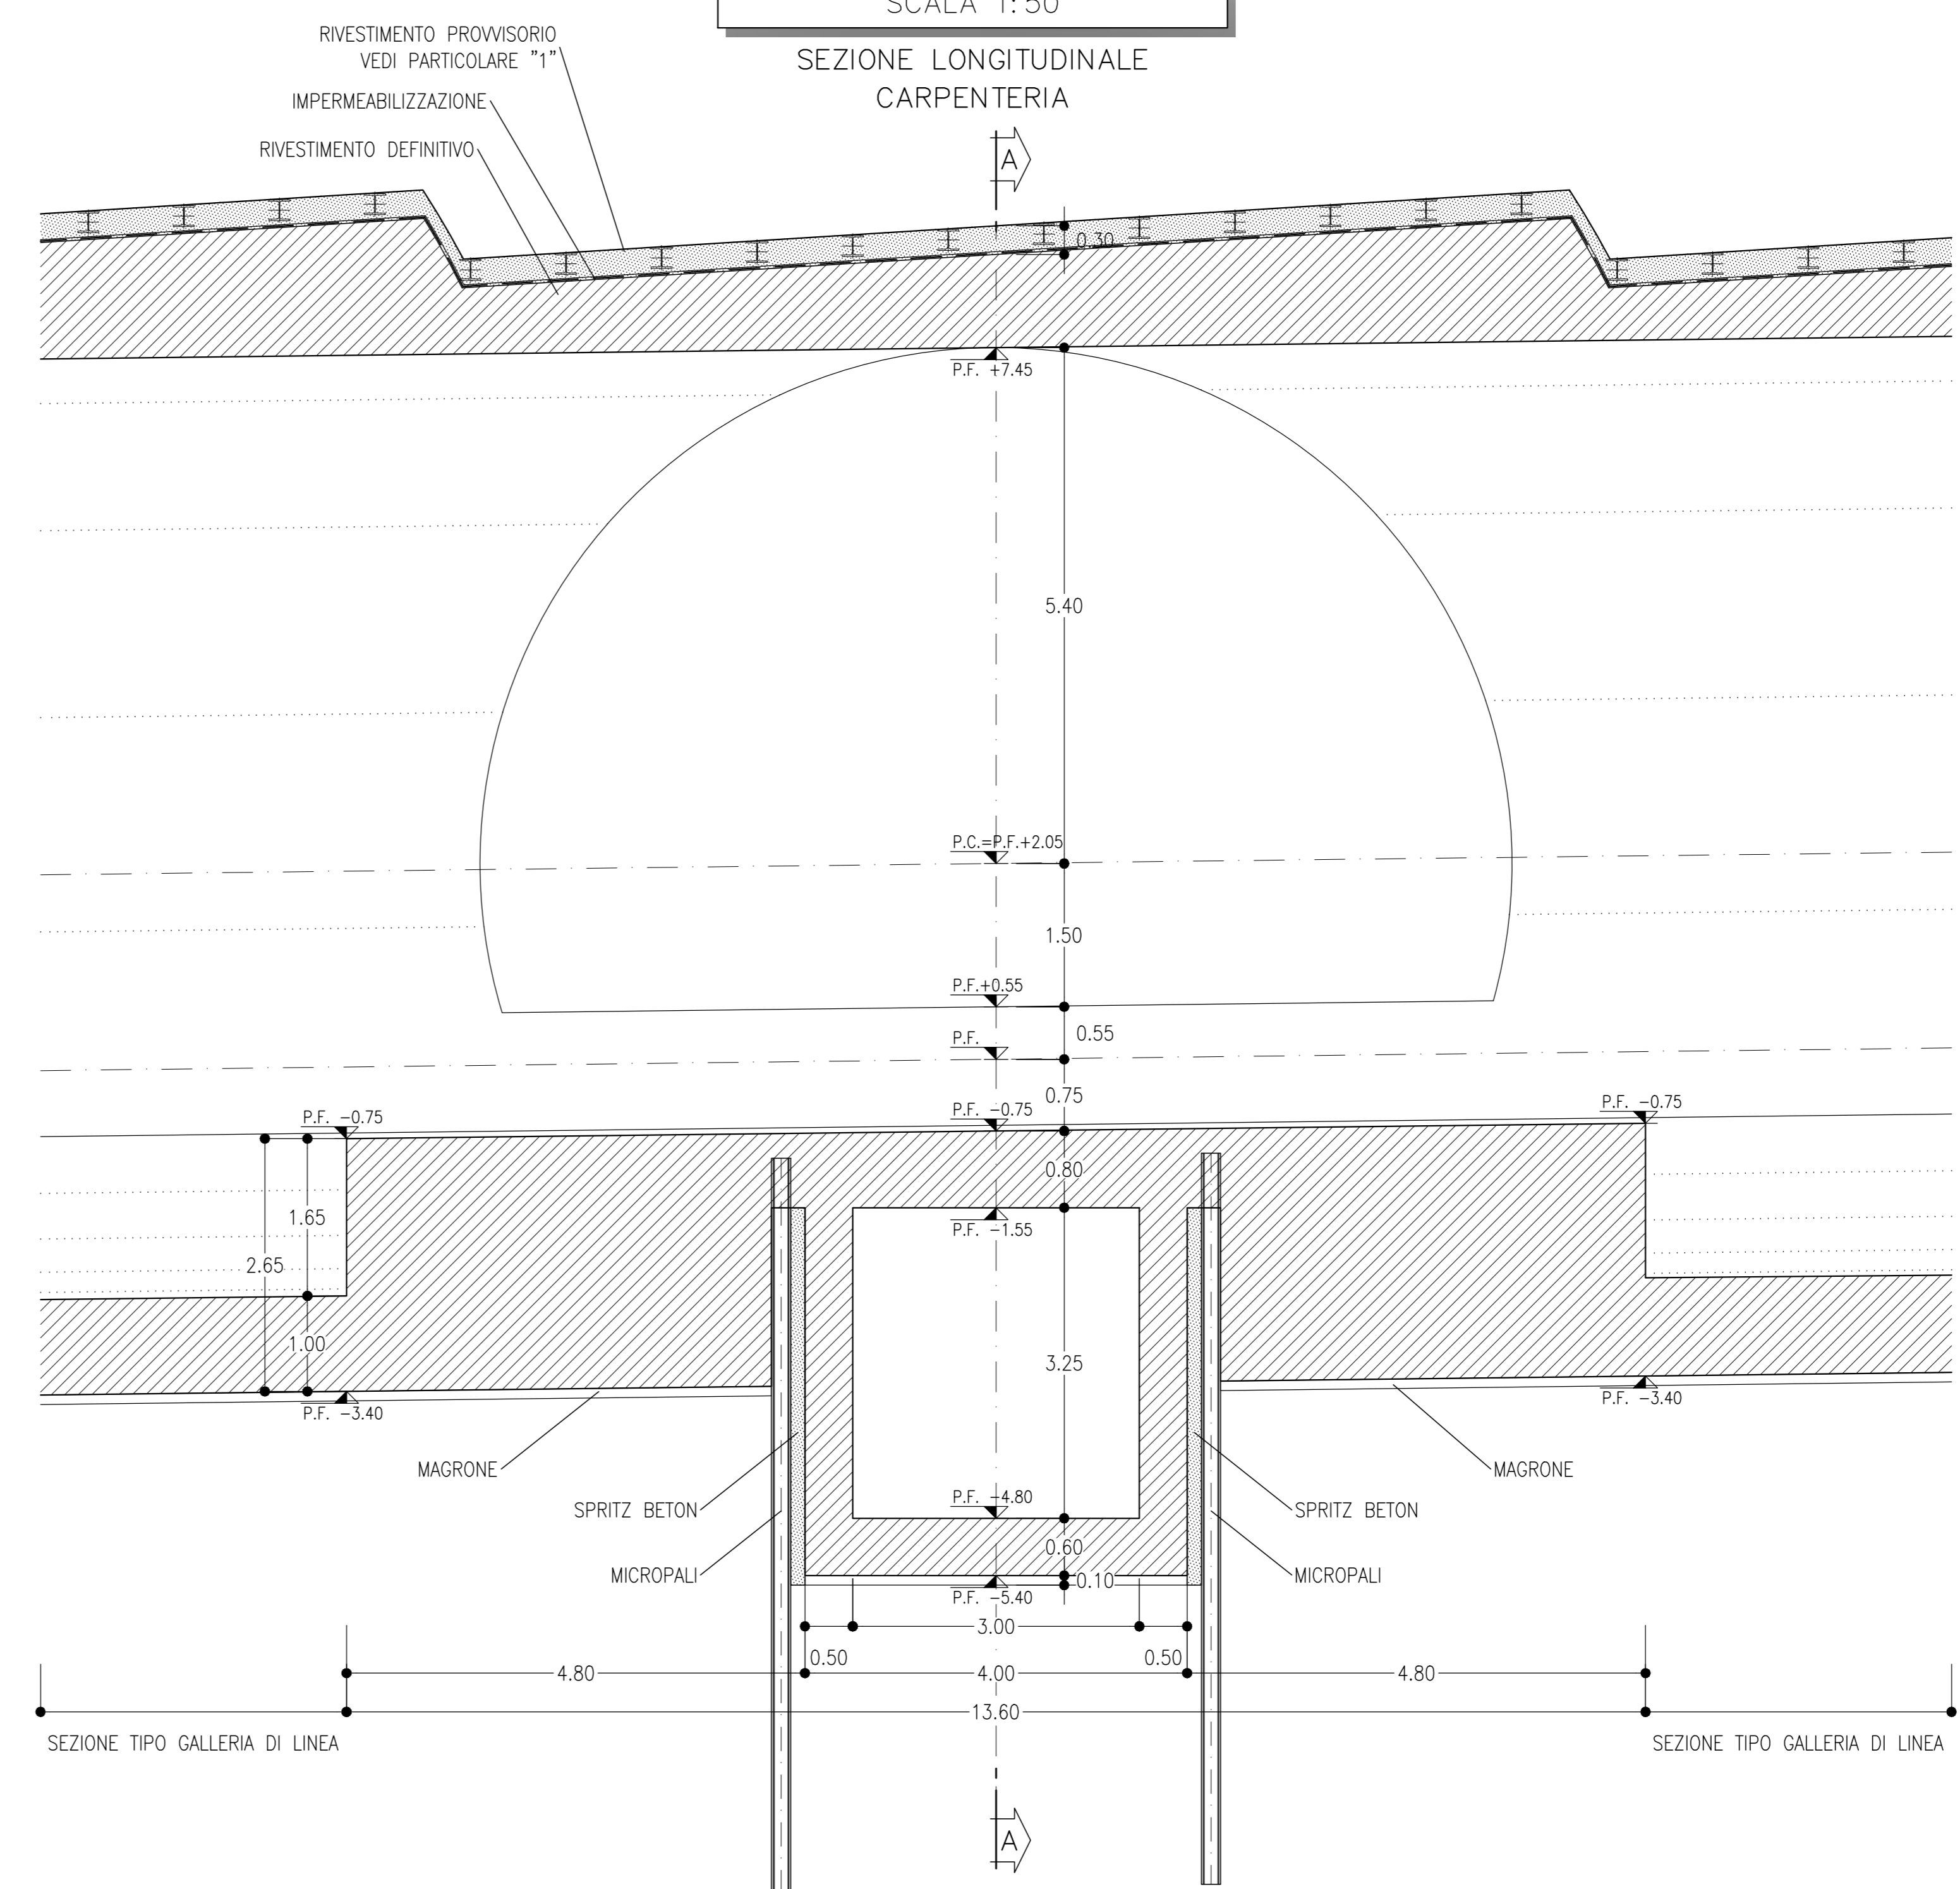 SCALA 1:50
SEZIONE LONGITUDINALE
CARPENTERIA
RIVESTIMENTO PROVVISORIO
VEDI PARTICOLARE "1"
IMPERMEABILIZZAZIONE
RIVESTIMENTO DEFINITIVO
A
0.30
P.F. +7.45
5.40
P.C.=P.F.+2.05
1.50
P.F.+0.55
0.55
P.F.
0.75
P.F. -0.75
P.F. -0.75
P.F. -0.75
0.80
1.65
P.F. -1.55
2.65
1.00
3.25
P.F. -3.40
P.F. -3.40
MAGRONE
MAGRONE
P.F. -4.80
SPRITZ BETON
SPRITZ BETON
0.60
MICROPALI
MICROPALI
0.10
P.F. -5.40
3.00
0.50
0.50
4.80
4.00
4.80
13.60
SEZIONE TIPO GALLERIA DI LINEA
SEZIONE TIPO GALLERIA DI LINEA
A